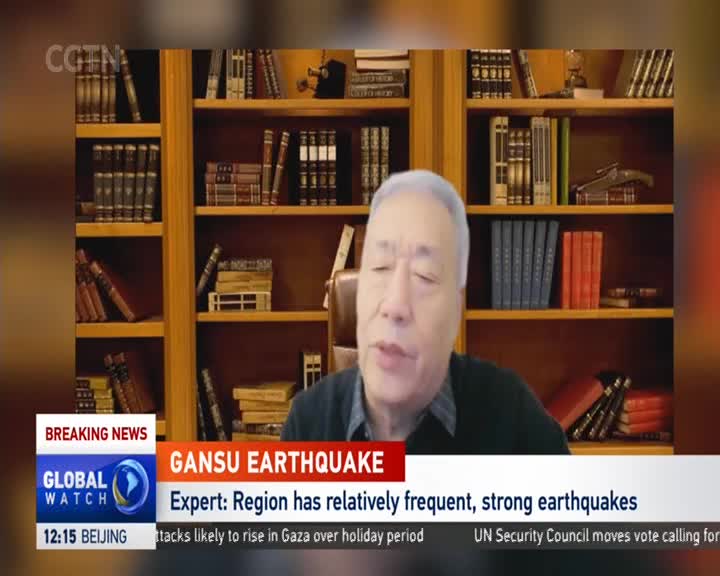 CGTN
BREAKING NEWS
GANSU EARTHQUAKE
GLOBAL
WATCH
Expert: Region has relatively frequent, strong earthquakes
12:15 BEIJING
ttacks likely to rise in Gaza over holiday period
UN Security Council moves vote calling for